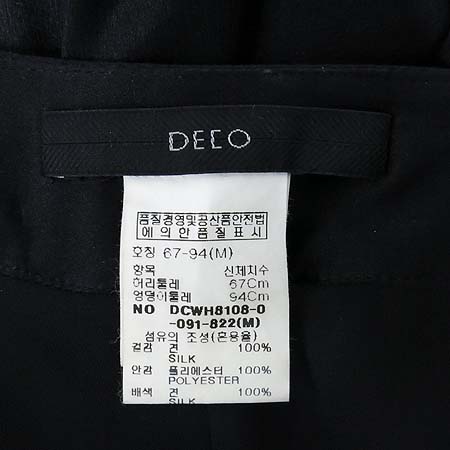 DECO
품질경영및공산품안전법
에 의한 품질 표시
호칭 67-94(M)
항목 신체치수
허리둘레 67Cm
엉덩이둘레 94Cm
NO DCWH8108-0
-091-822(M)
섬유의 조성(혼용율)
겉감 견 100%
SILK
안감 폴리에스터 100%
POLYESTER
배색 견 100%
SILK